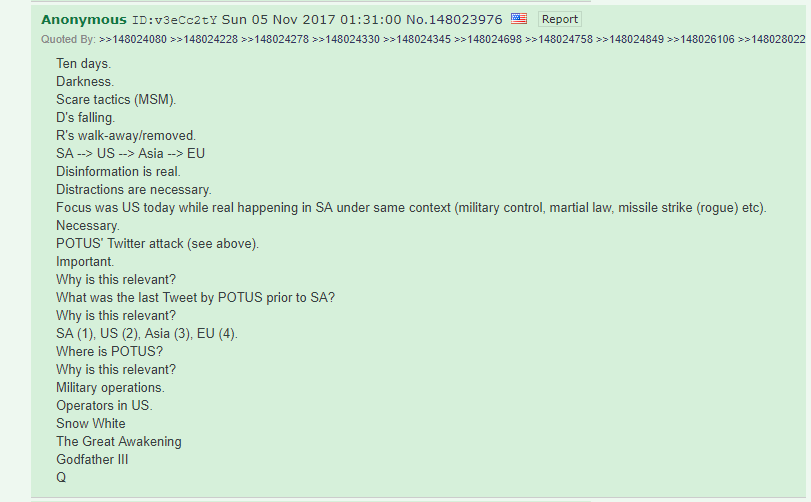 Anonymous ID:v3eCc2tY Sun 05 Nov 2017 01:31:00 No.148023976 Report
Quoted By: >>148024080 >>148024228 >>148024278 >>148024330 >>148024345 >>148024698 >>148024758 >>148024849 >>148026106 >>148028022
Ten days.
Darkness.
Scare tactics (MSM).
D's falling.
R's walk-away/removed.
SA --> US --> Asia --> EU
Disinformation is real.
Distractions are necessary.
Focus was US today while real happening in SA under same context (military control, martial law, missile strike (rogue) etc).
Necessary.
POTUS' Twitter attack (see above).
Important.
Why is this relevant?
What was the last Tweet by POTUS prior to SA?
Why is this relevant?
SA (1), US (2), Asia (3), EU (4).
Where is POTUS?
Why is this relevant?
Military operations.
Operators in US.
Snow White
The Great Awakening
Godfather III
Q